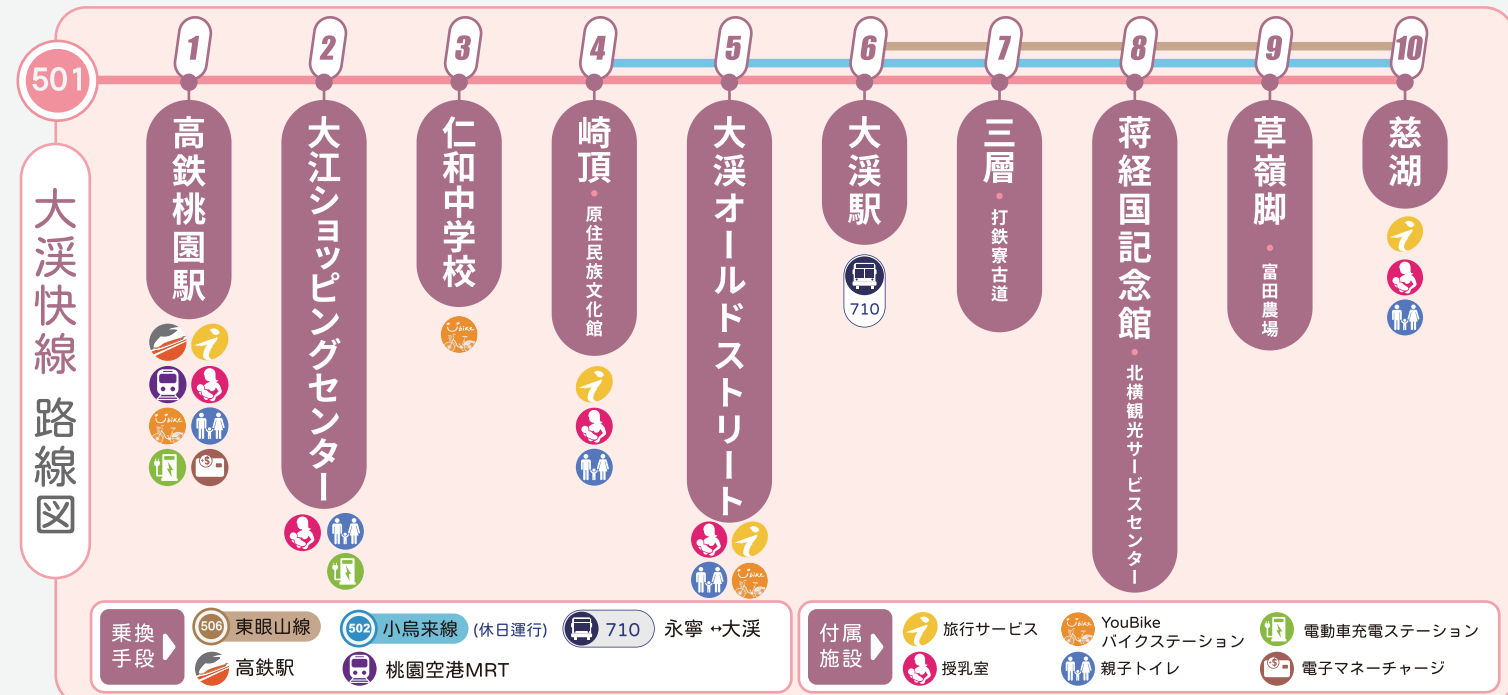 501
大渓快線 路線図
1
高鉄桃園駅
2
大江ショッピングセンター
3
仁和中学校
4
崎頂・原住民族文化館
5
大渓オールドストリート
6
大渓駅
710
7
三層・打鉄寮古道
8
蒋経国記念館・北横観光サービスセンター
9
草嶺脚・富田農場
10
慈湖
乗換
手段
506 東眼山線
502 小烏来線 (休日運行)
710 永寧↔大渓
高鉄駅
桃園空港MRT
付属
施設
旅行サービス
YouBike
バイクステーション
電動車充電ステーション
授乳室
親子トイレ
電子マネーチャージ